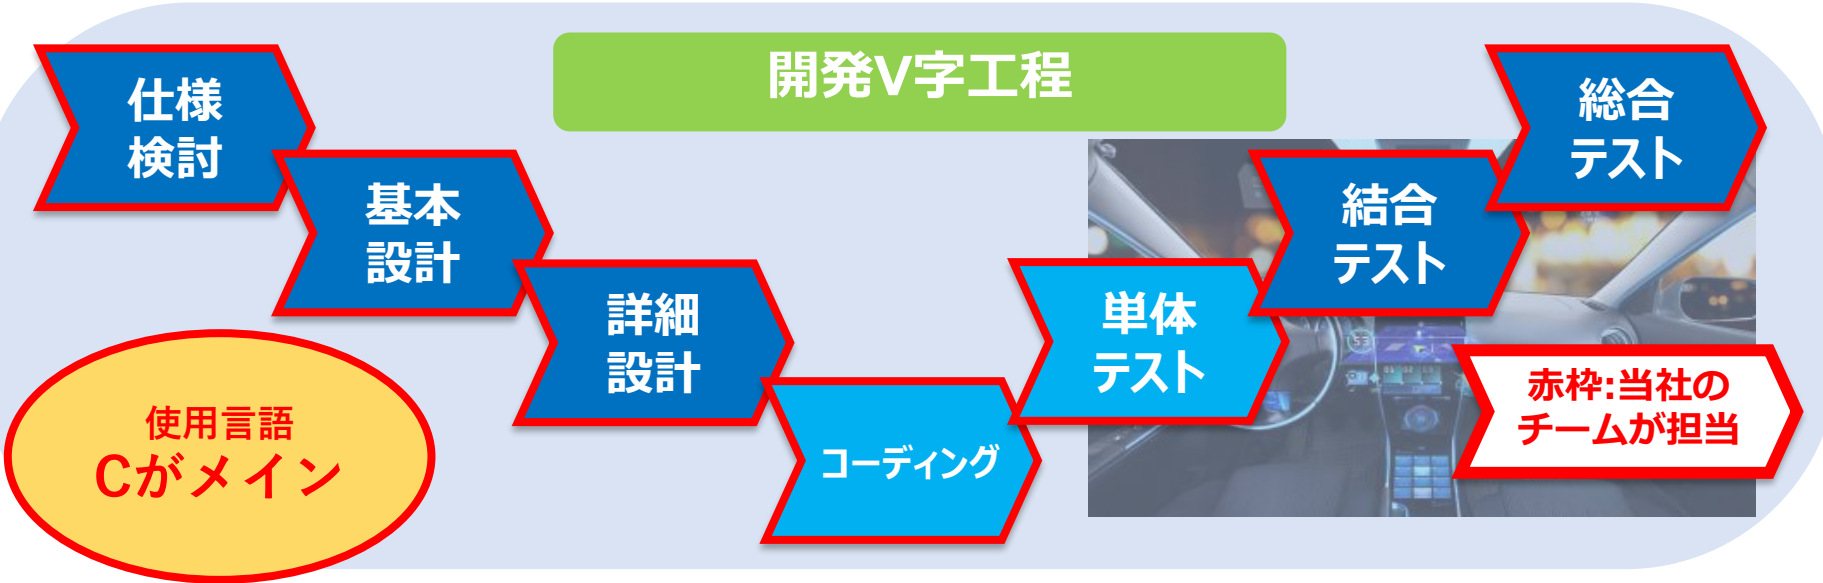 開発V字工程
仕様
検討
基本
設計
詳細
設計
コーディング
単体
テスト
結合
テスト
総合
テスト
使用言語
Cがメイン
赤枠:当社の
チームが担当
53